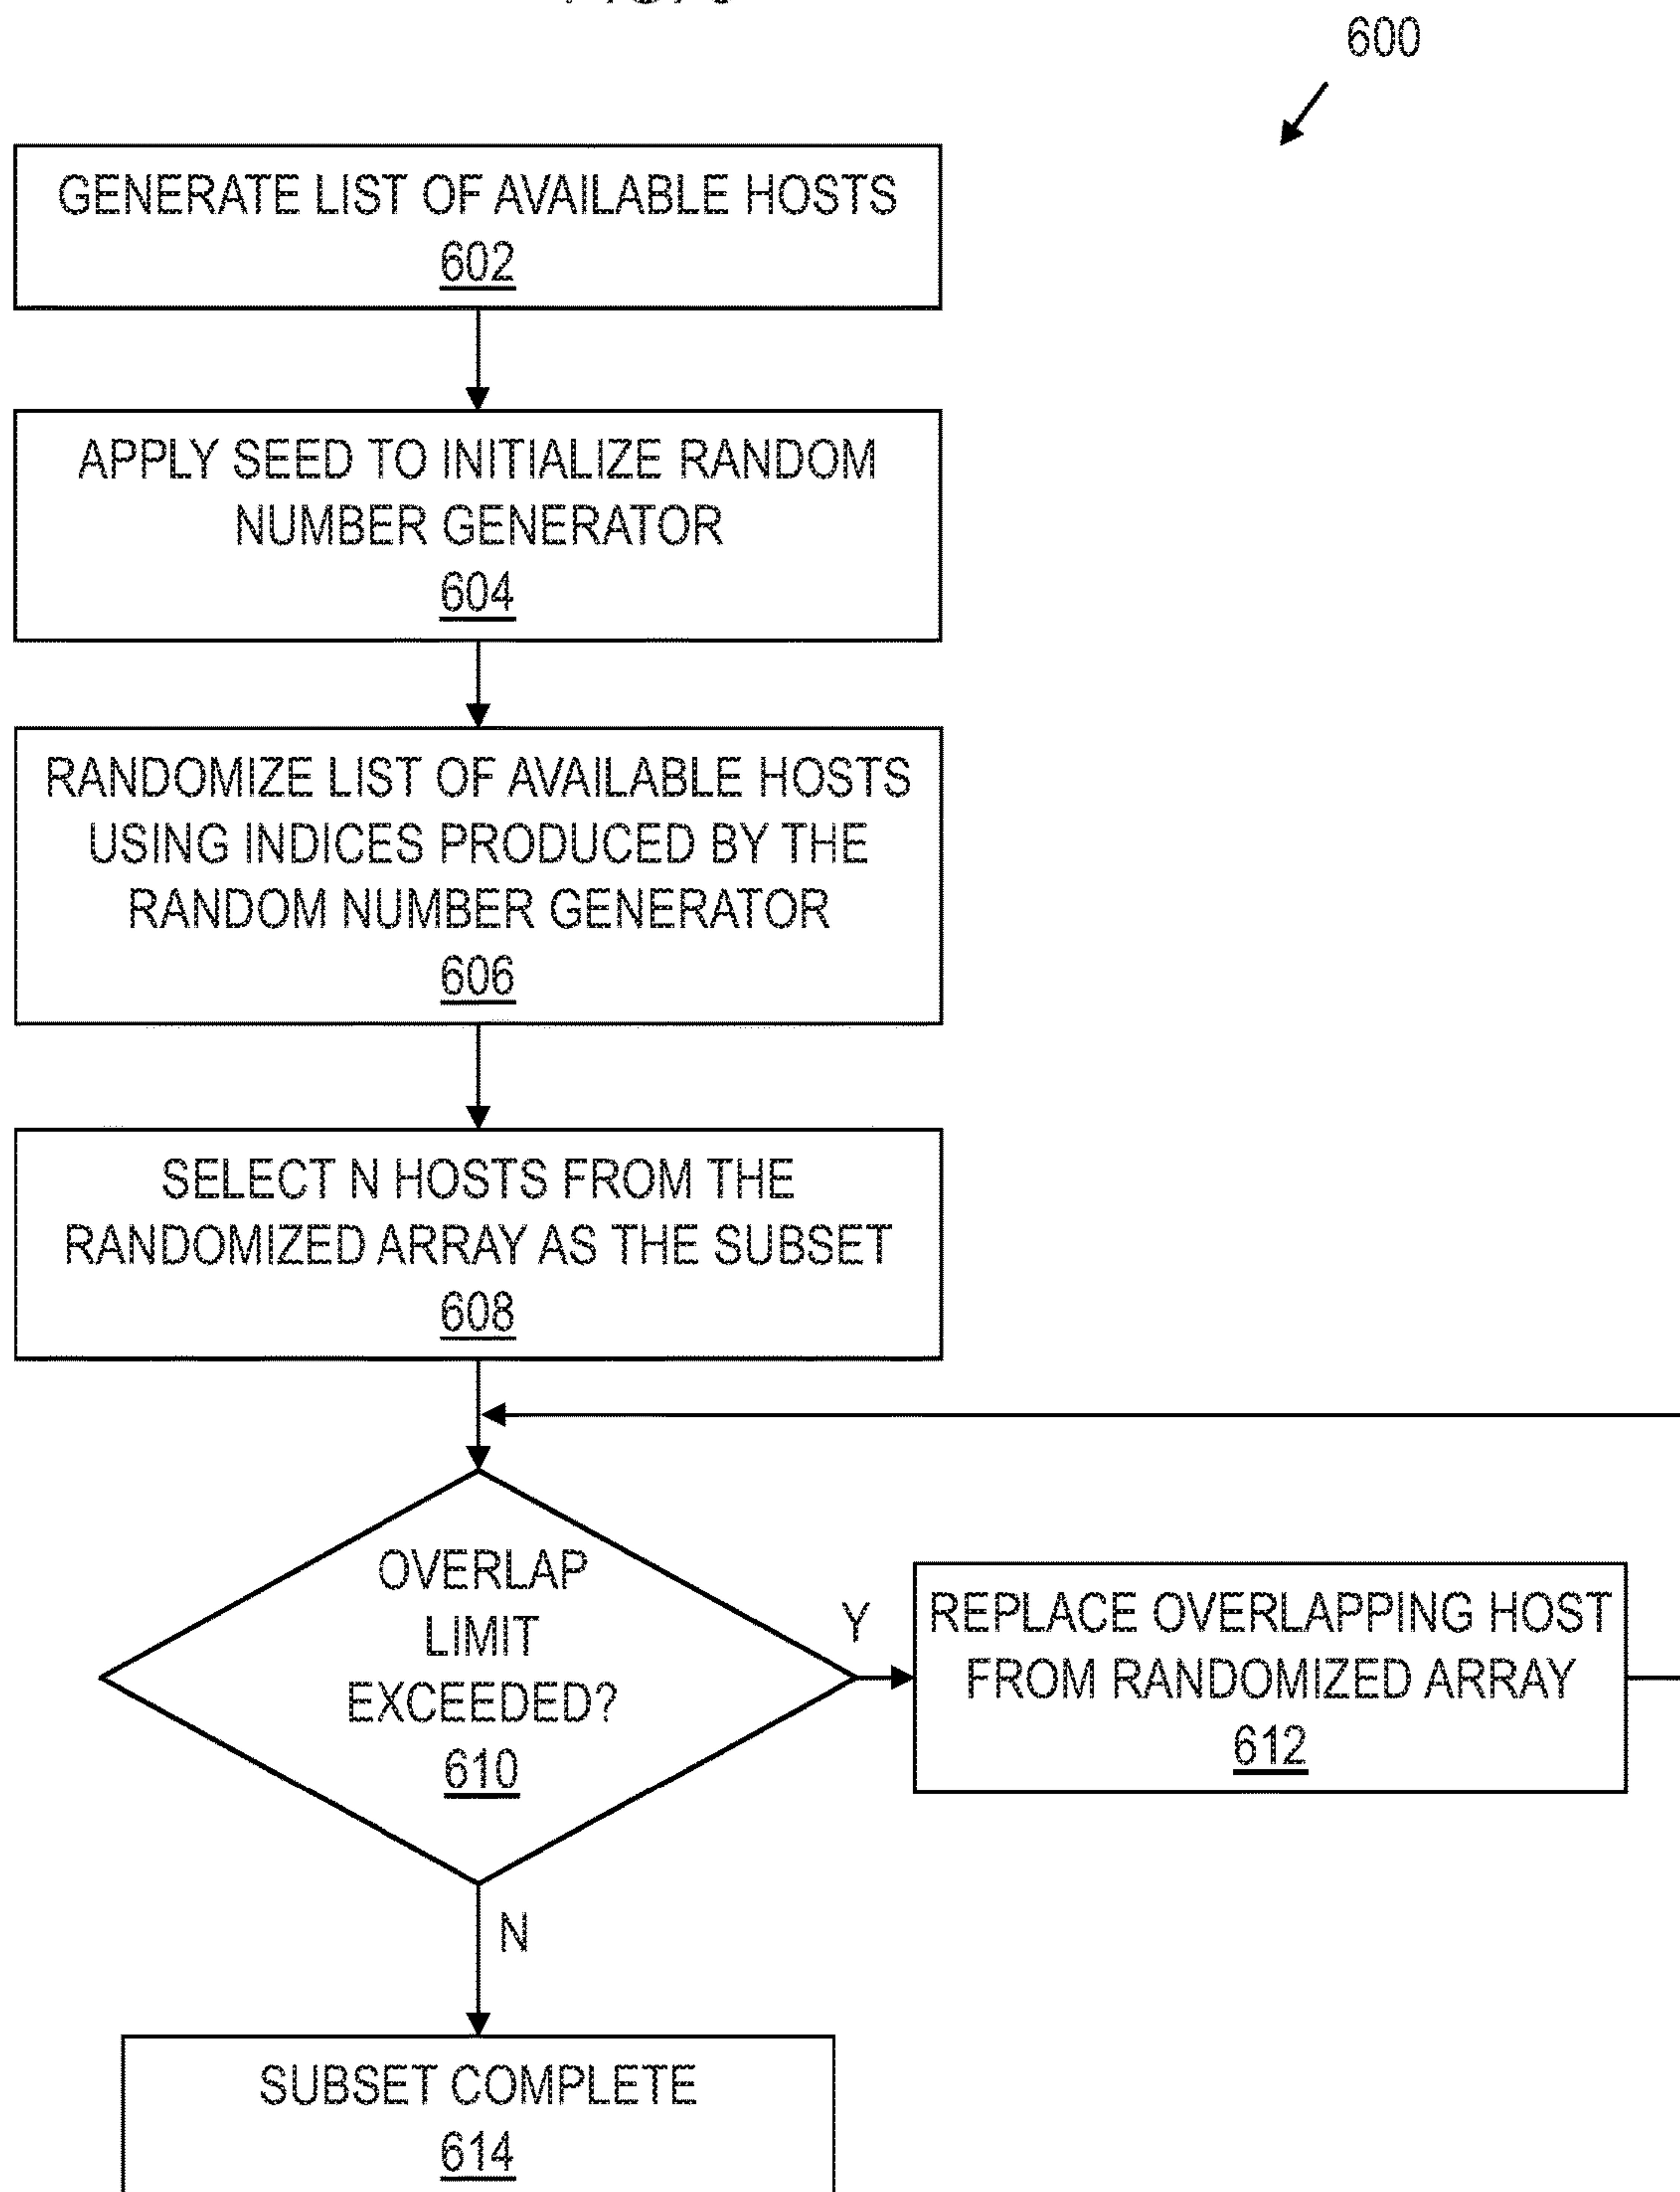 600
GENERATE LIST OF AVAILABLE HOSTS
602
APPLY SEED TO INITIALIZE RANDOM
NUMBER GENERATOR
604
RANDOMIZE LIST OF AVAILABLE HOSTS
USING INDICES PRODUCED BY THE
RANDOM NUMBER GENERATOR
606
SELECT N HOSTS FROM THE
RANDOMIZED ARRAY AS THE SUBSET
608
OVERLAP
LIMIT
EXCEEDED?
610
Y
REPLACE OVERLAPPING HOST
FROM RANDOMIZED ARRAY
612
N
SUBSET COMPLETE
614